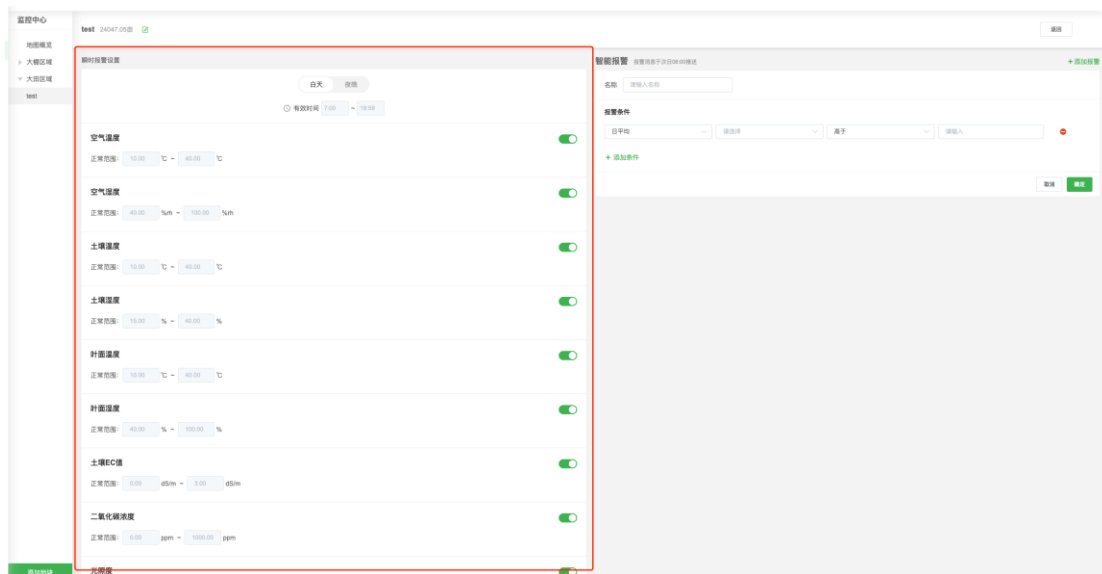 监控中心
地图概览
大棚区域
大田区域
test
添加地块
test 24047.09亩
返回
瞬时报警设置
白天 夜晚
有效时间 7:00 ~ 18:59
空气温度
正常范围: 10.00 ℃ ~ 40.00 ℃
空气湿度
正常范围: 40.00 %rh ~ 100.00 %rh
土壤温度
正常范围: 10.00 ℃ ~ 40.00 ℃
土壤湿度
正常范围: 15.00 % ~ 40.00 %
叶面温度
正常范围: 10.00 ℃ ~ 40.00 ℃
叶面湿度
正常范围: 40.00 % ~ 100.00 %
土壤EC值
正常范围: 0.00 dS/m ~ 3.00 dS/m
二氧化碳浓度
正常范围: 0.00 ppm ~ 1000.00 ppm
光照度
智能报警 报警消息于次日08:00推送
+ 添加报警
名称 请输入名称
报警条件
日平均 请选择 高于 请输入
+ 添加条件
取消 确定